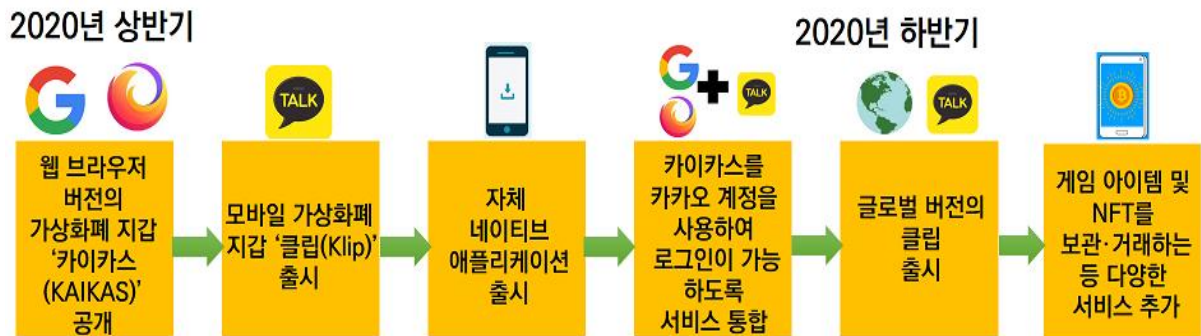 2020년 상반기
2020년 하반기
TALK
TALK
TALK
웹 브라우저
버전의
가상화폐 지갑
‘카이카스
(KAIKAS)’
공개
모바일 가상화폐
지갑 ‘클립(Klip)’
출시
자체
네이티브
애플리케이션
출시
카이카스를
카카오 계정을
사용하여
로그인이 가능
하도록
서비스 통합
글로벌 버전의
클립
출시
게임 아이템 및
NFT를
보관·거래하는
등 다양한
서비스 추가